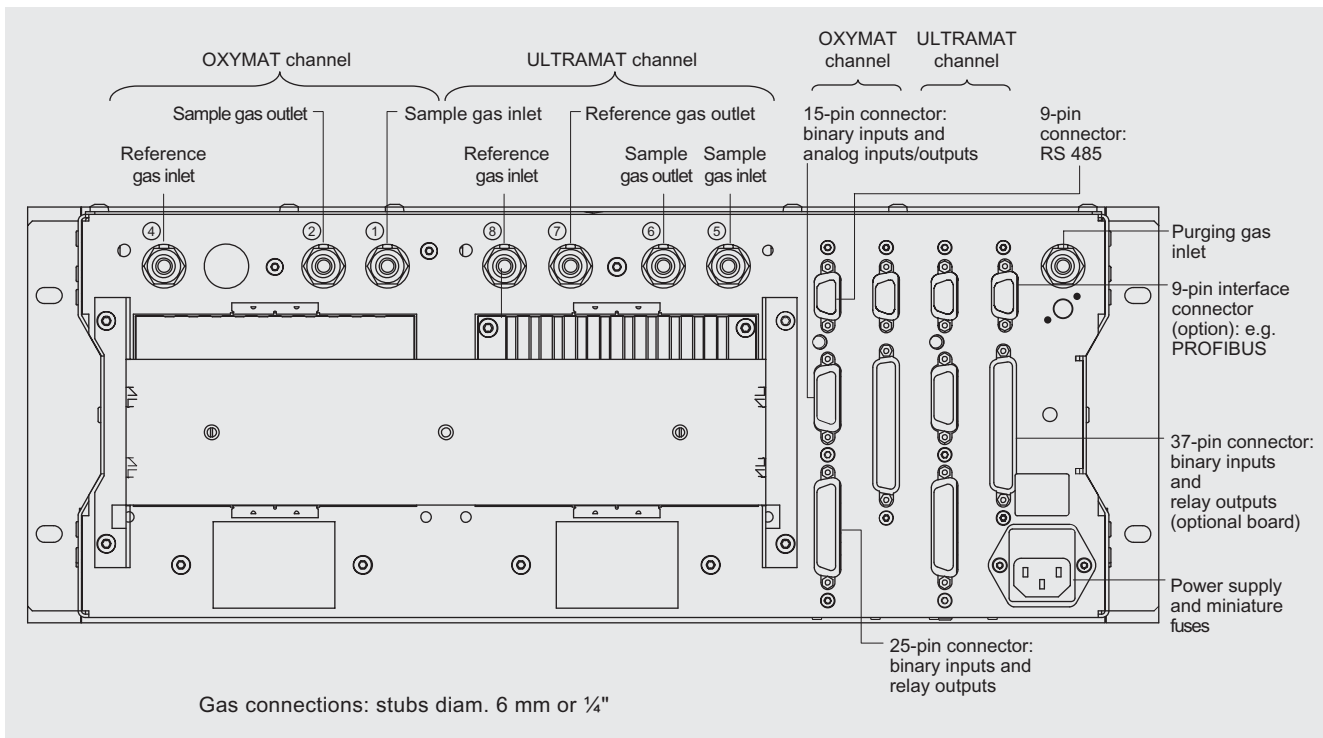 OXYMAT channel
ULTRAMAT channel
OXYMAT
channel
ULTRAMAT
channel
Sample gas outlet
Sample gas inlet
Reference gas outlet
15-pin connector:
binary inputs and
analog inputs/outputs
9-pin
connector:
RS 485
Reference
gas inlet
Reference
gas inlet
Sample
gas outlet
Sample
gas inlet
4
2
1
8
7
6
5
Purging gas
inlet
9-pin interface
connector
(option): e.g.
PROFIBUS
37-pin connector:
binary inputs
and
relay outputs
(optional board)
Power supply
and miniature
fuses
25-pin connector:
binary inputs and
relay outputs
Gas connections: stubs diam. 6 mm or ¼"